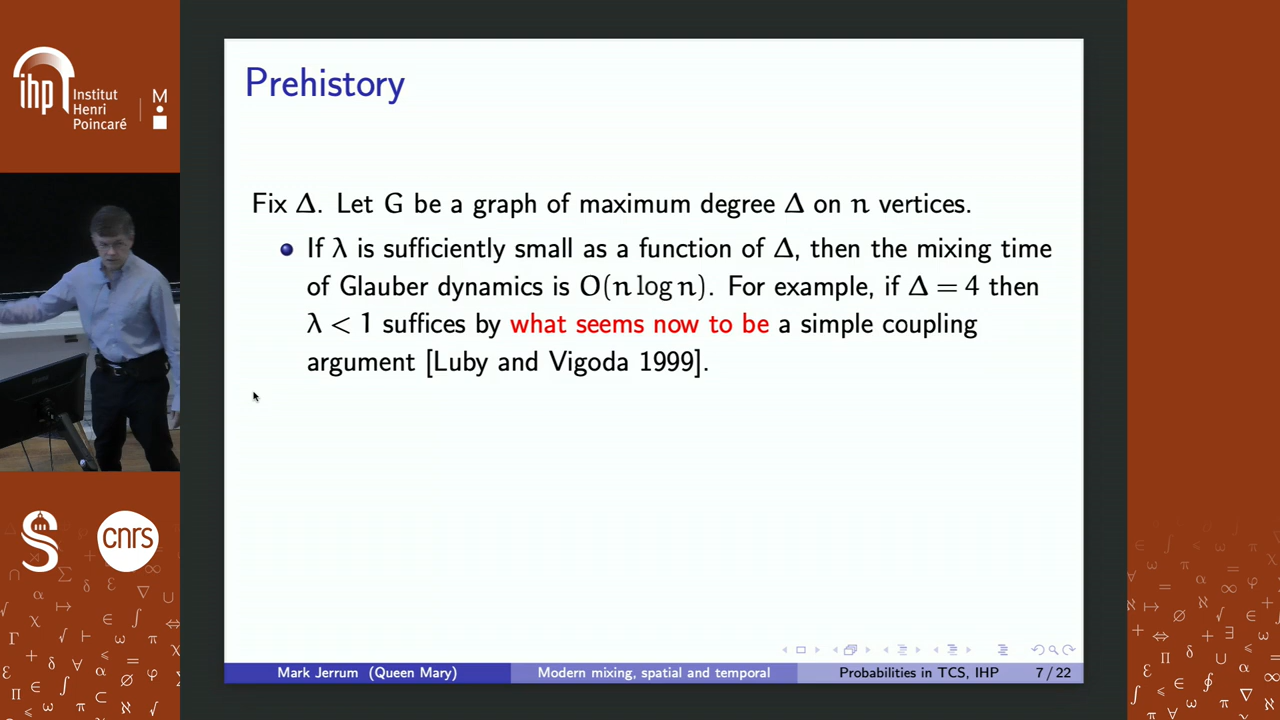 ihp
Institut
Henri
Poincaré
M
Prehistory
Fix Δ. Let G be a graph of maximum degree Δ on n vertices.
If λ is sufficiently small as a function of Δ, then the mixing time
of Glauber dynamics is O(n log n). For example, if Δ = 4 then
λ < 1 suffices by what seems now to be a simple coupling
argument [Luby and Vigoda 1999].
S
cnrs
Mark Jerrum (Queen Mary)
Modern mixing, spatial and temporal
Probabilities in TCS, IHP
7 / 22